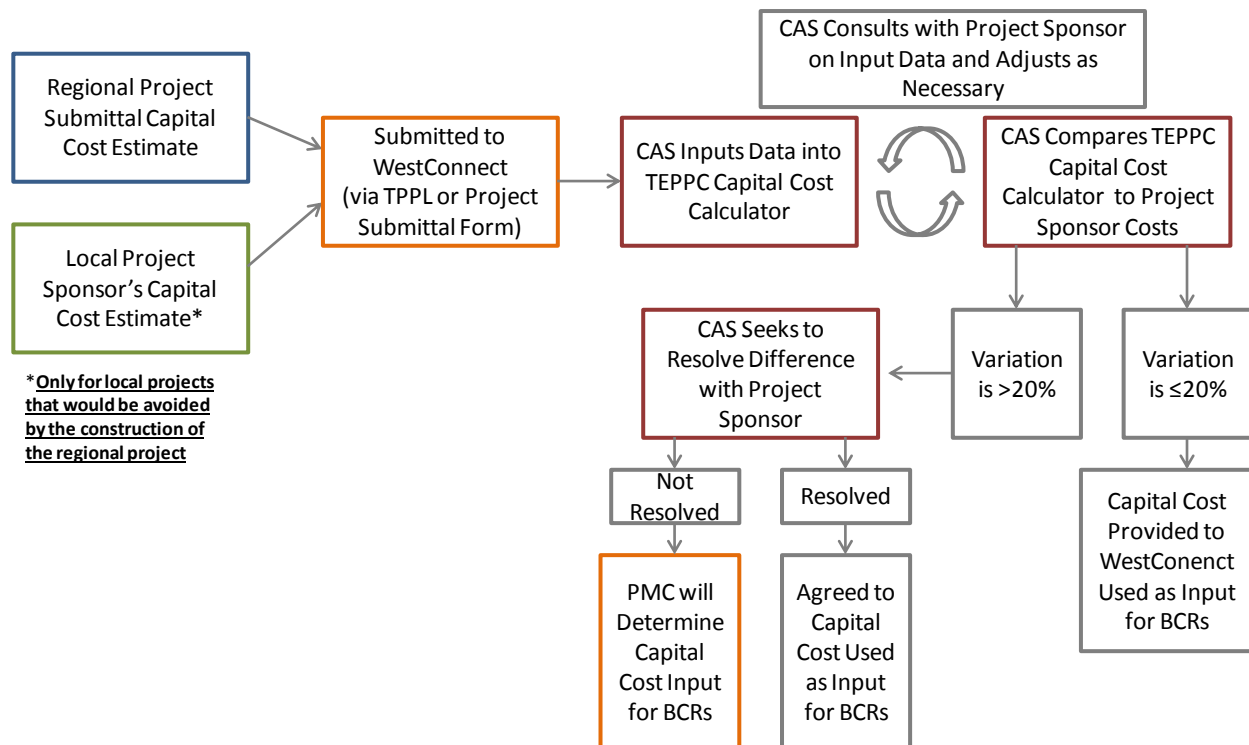 Regional Project
Submittal Capital
Cost Estimate
Local Project
Sponsor's Capital
Cost Estimate*
*Only for local projects
that would be avoided
by the construction of
the regional project
Submitted to
WestConnect
(via TPPL or Project
Submittal Form)
CAS Consults with Project Sponsor
on Input Data and Adjusts as
Necessary
CAS Inputs Data into
TEPPC Capital Cost
Calculator
CAS Compares TEPPC
Capital Cost
Calculator to Project
Sponsor Costs
CAS Seeks to
Resolve Difference
with Project
Sponsor
Variation
is >20%
Variation
is ≤20%
Not
Resolved
Resolved
PMC will
Determine
Capital
Cost Input
for BCRs
Agreed to
Capital
Cost Used
as Input
for BCRs
Capital Cost
Provided to
WestConenct
Used as Input
for BCRs